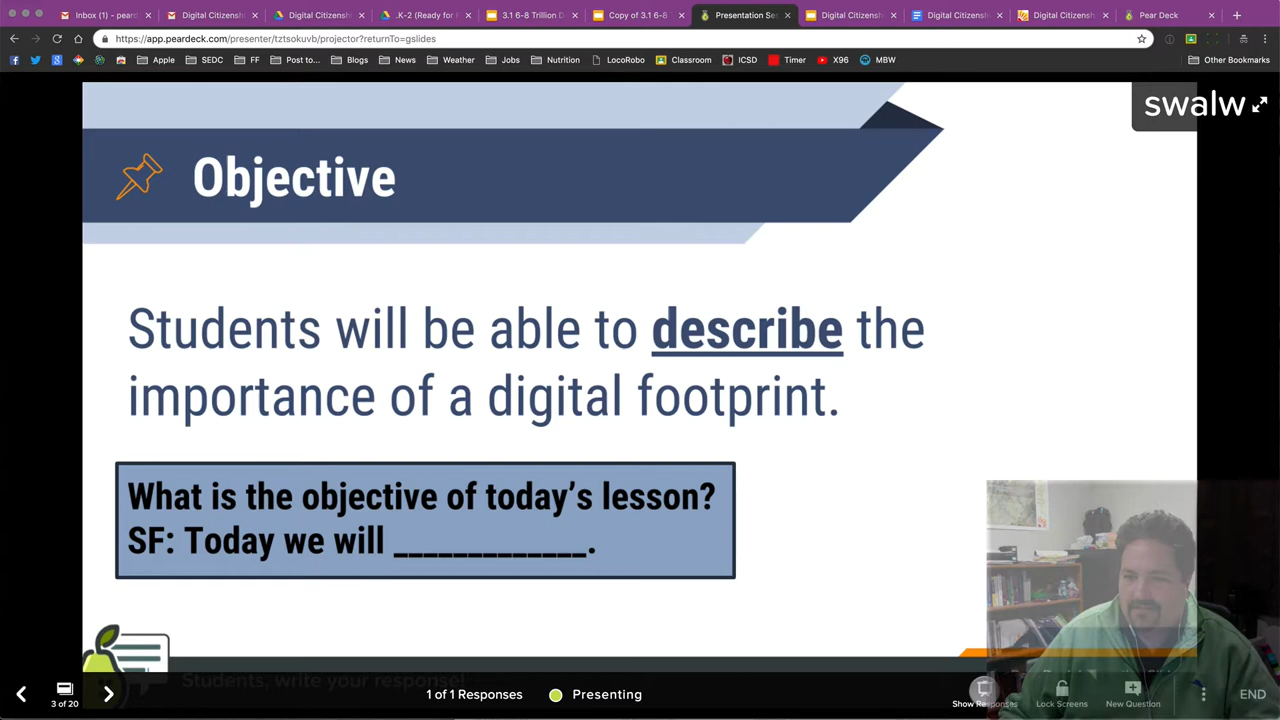 Inbox (1) - peard
Digital Citizensh
Digital Citizensh
.K-2 (Ready for
3.1 6-8 Trillion D
Copy of 3.1 6-8
Presentation Ses
Digital Citizensh
Digital Citizensh
Digital Citizensh
Pear Deck
https://app.peardeck.com/presenter/tztsokuvb/projector?returnTo=gslides
Apple
SEDC
FF
Post to...
Blogs
News
Weather
Jobs
Nutrition
LocoRobo
Classroom
ICSD
Timer
X96
MBW
Other Bookmarks
swalw
Objective
Students will be able to describe the
importance of a digital footprint.
What is the objective of today's lesson?
SF: Today we will _____________.
Students, write your response!
3 of 20
1 of 1 Responses
Presenting
Show Responses
Lock Screens
New Question
END